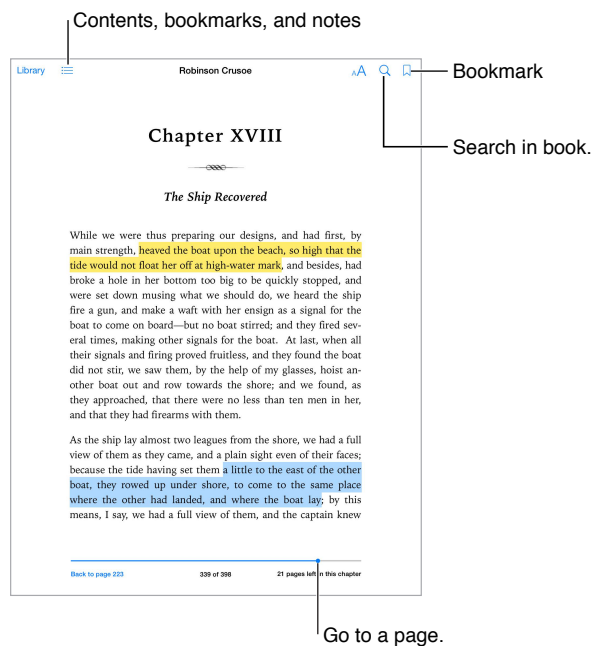 Contents, bookmarks, and notes
Library
Robinson Crusoe
AA
Bookmark
Search in book.
Chapter XVIII
The Ship Recovered
While we were thus preparing our designs, and had first, by
main strength, heaved the boat upon the beach, so high that the
tide would not float her off at high-water mark, and besides, had
broke a hole in her bottom too big to be quickly stopped, and
were set down musing what we should do, we heard the ship
fire a gun, and make a waft with her ensign as a signal for the
boat to come on board—but no boat stirred; and they fired sev-
eral times, making other signals for the boat. At last, when all
their signals and firing proved fruitless, and they found the boat
did not stir, we saw them, by the help of my glasses, hoist an-
other boat out and row towards the shore; and we found, as
they approached, that there were no less than ten men in her,
and that they had firearms with them.
As the ship lay almost two leagues from the shore, we had a full
view of them as they came, and a plain sight even of their faces;
because the tide having set them a little to the east of the other
boat, they rowed up under shore, to come to the same place
where the other had landed, and where the boat lay; by this
means, I say, we had a full view of them, and the captain knew
Back to page 223
339 of 398
21 pages left in this chapter
Go to a page.